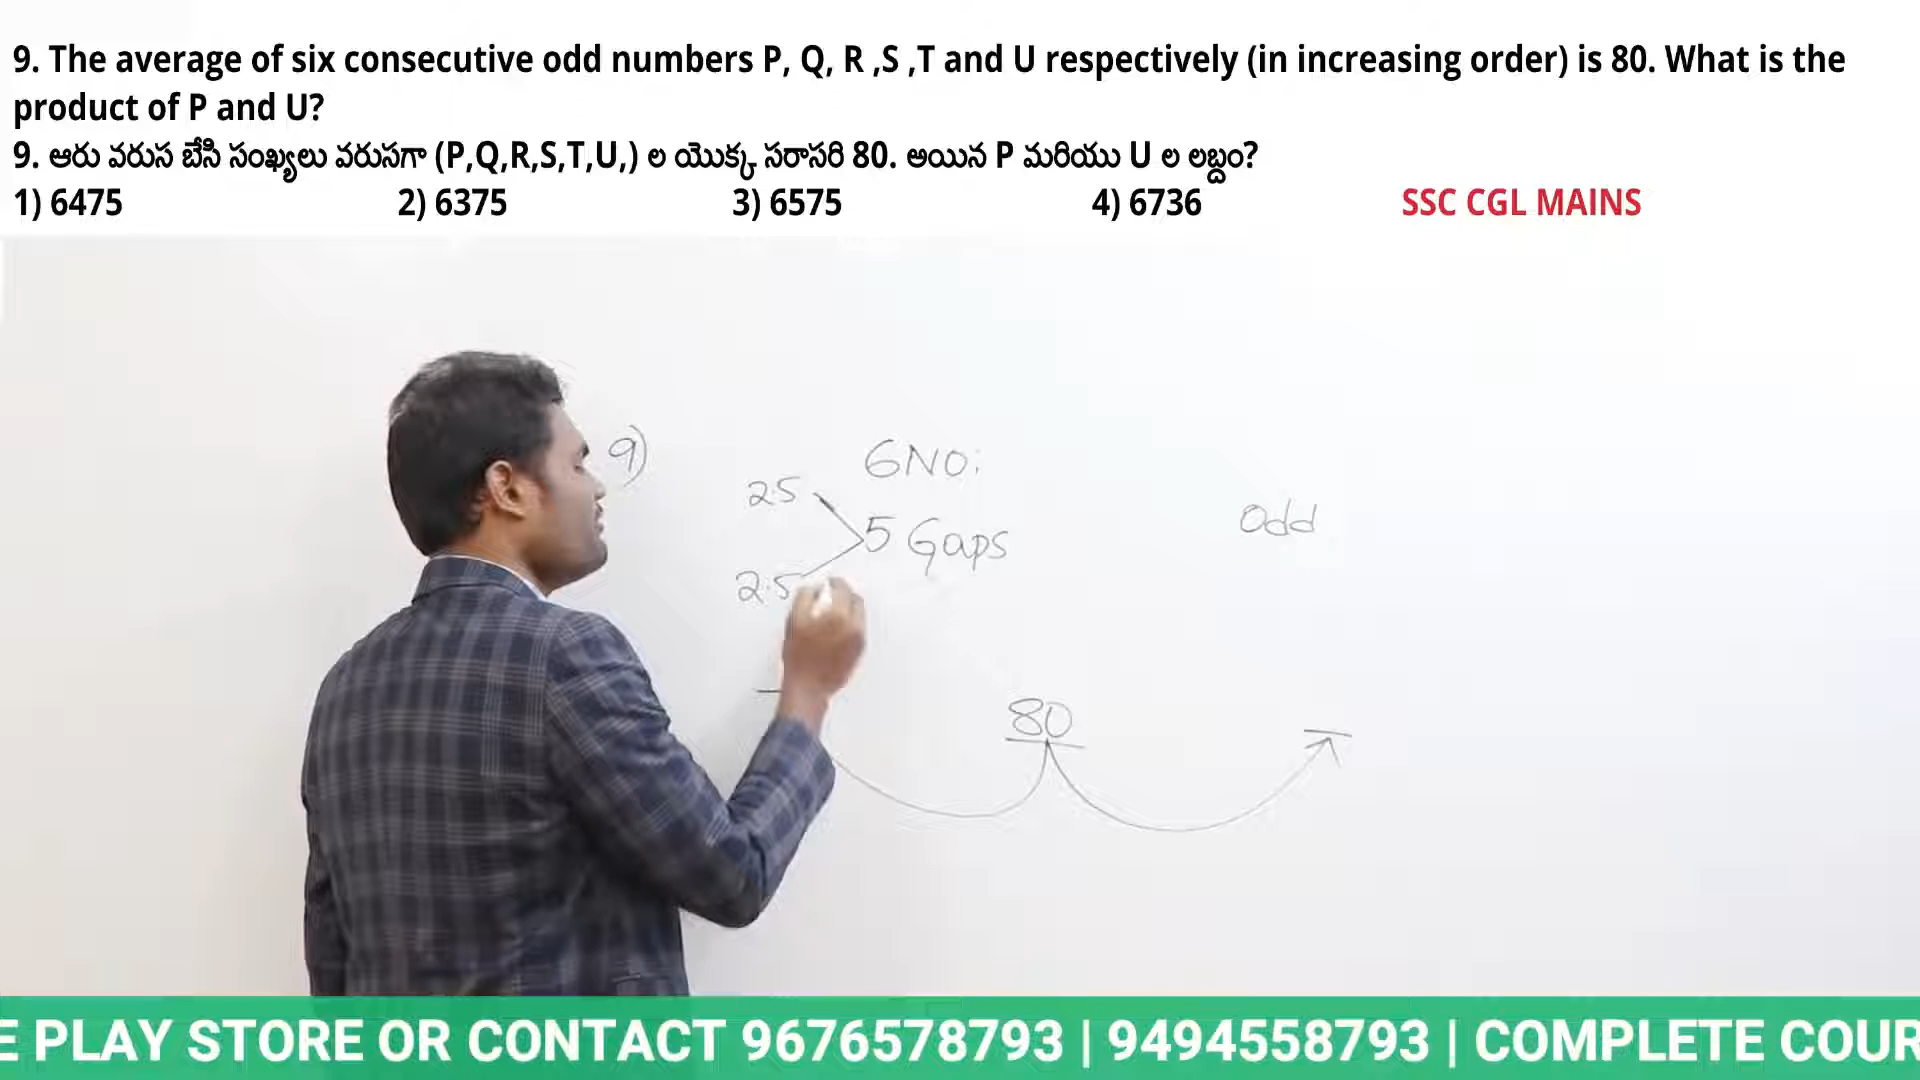 9. The average of six consecutive odd numbers P, Q, R ,S ,T and U respectively (in increasing order) is 80. What is the
product of P and U?
9. ఆరు వరుస బేసి సంఖ్యలు వరుసగా (P,Q,R,S,T,U,) ల యొక్క సరాసరి 80. అయిన P మరియు U ల లబ్ధం?
1) 6475 2) 6375 3) 6575 4) 6736 SSC CGL MAINS
9) 6NO:
2.5 5 Gaps odd
2.5
80
E PLAY STORE OR CONTACT 9676578793 | 9494558793 | COMPLETE COUR